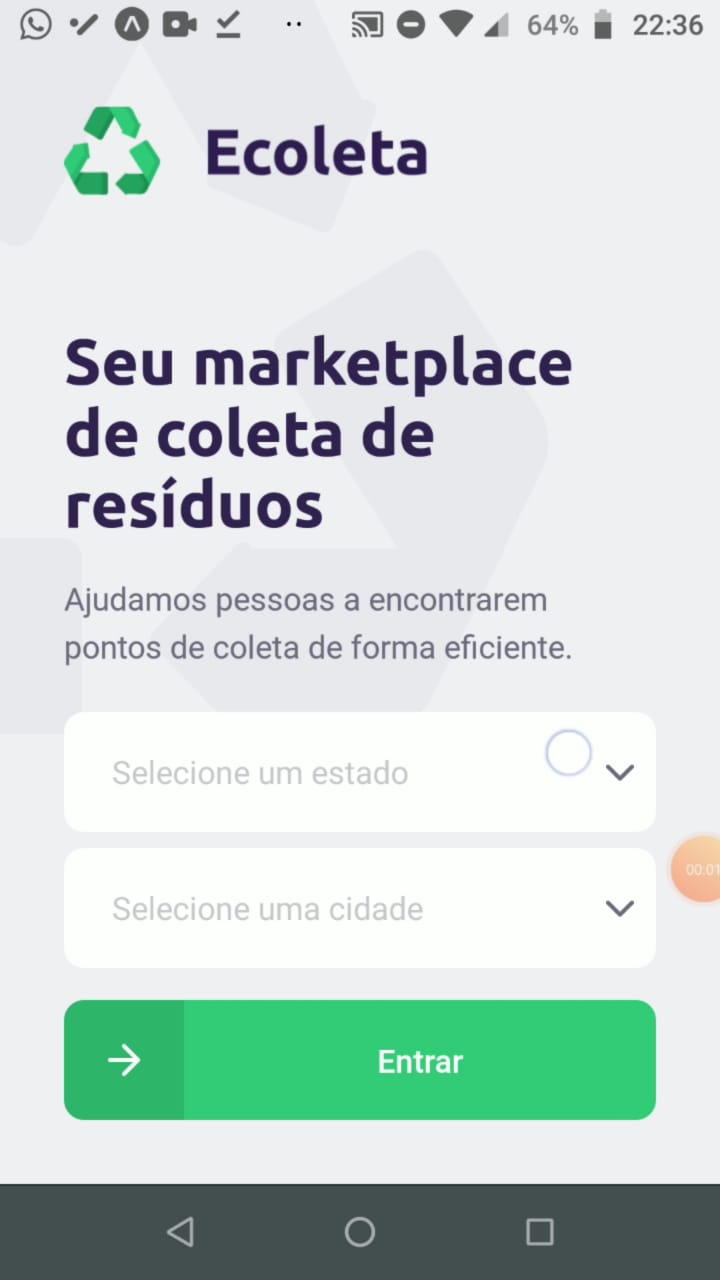 64% 22:36
Ecoleta
Seu marketplace
de coleta de
resíduos
Ajudamos pessoas a encontrarem
pontos de coleta de forma eficiente.
Selecione um estado
00:01
Selecione uma cidade
Entrar